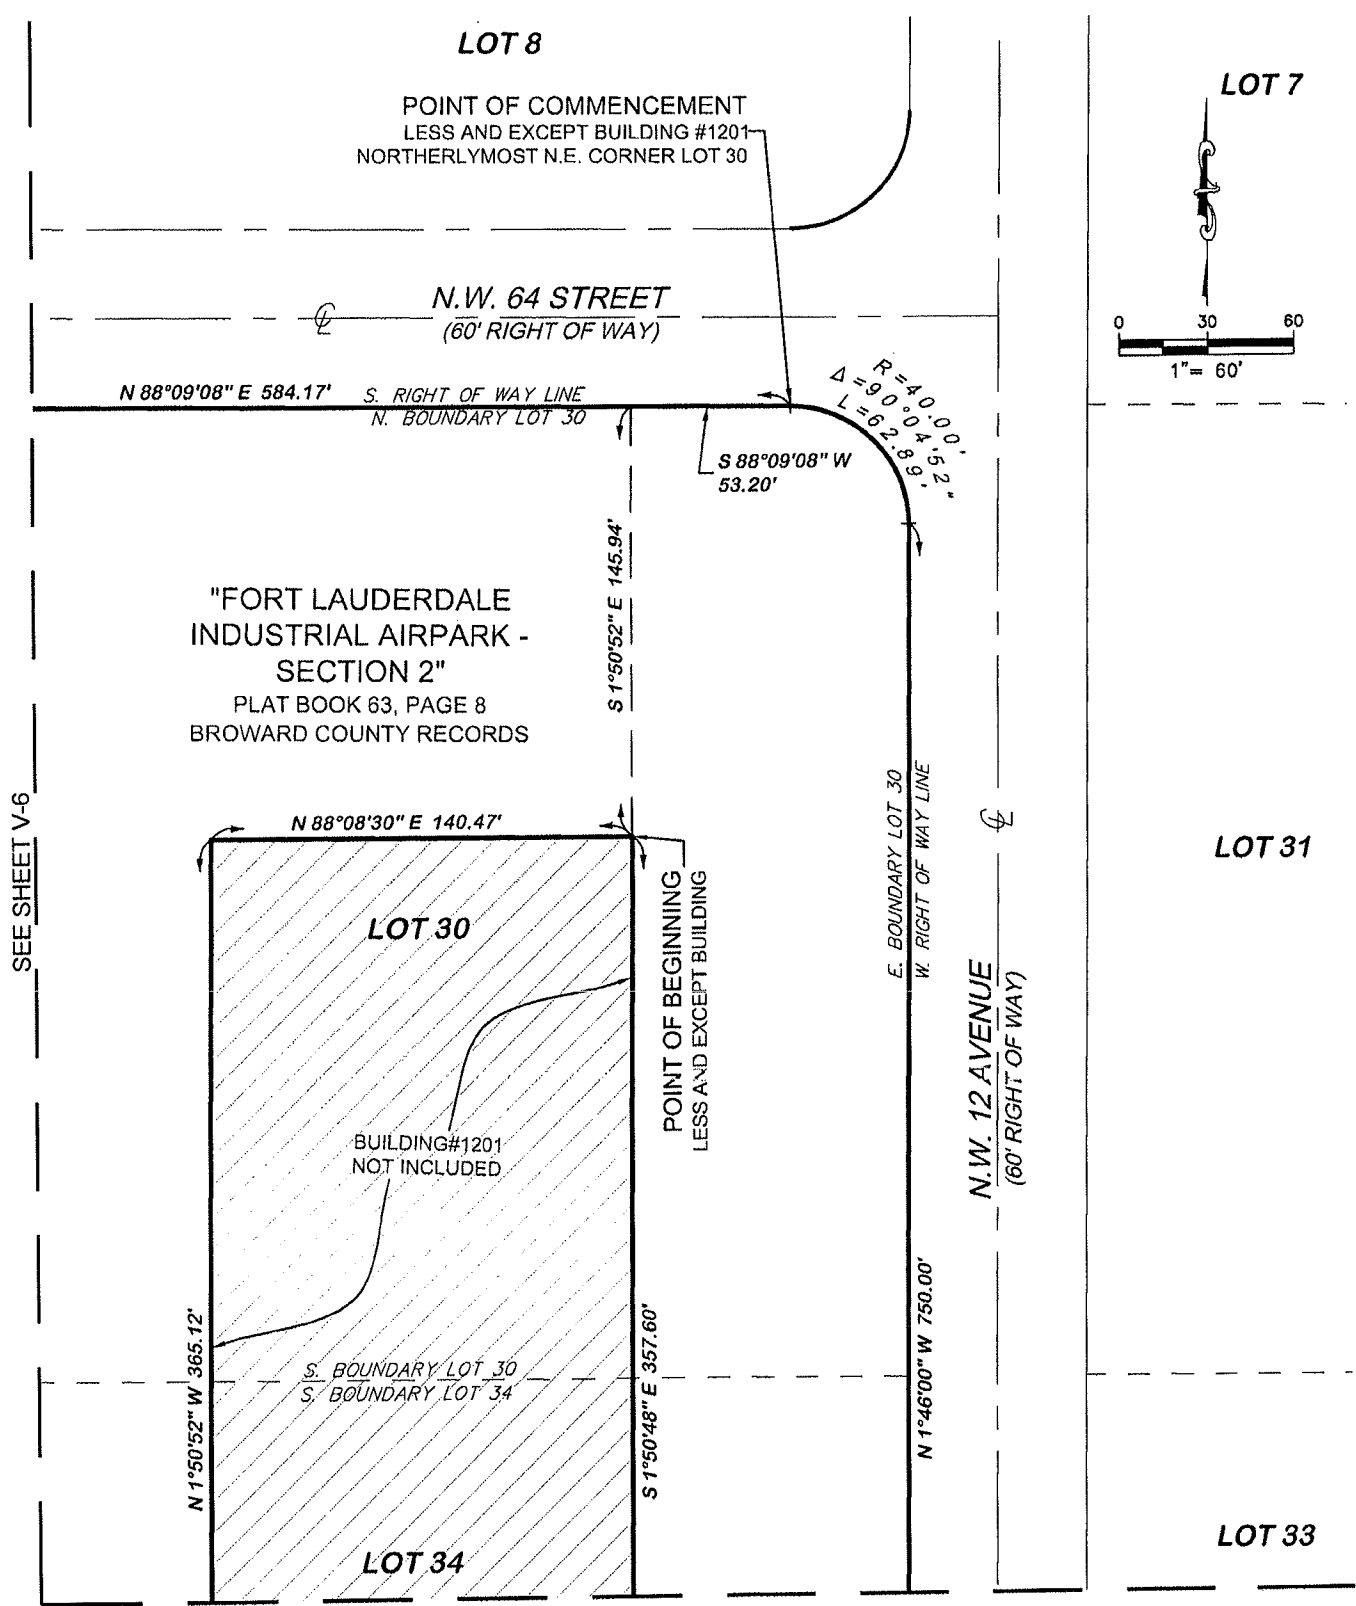 LOT 8
LOT 7
POINT OF COMMENCEMENT
LESS AND EXCEPT BUILDING #1201
NORTHERLYMOST N.E. CORNER LOT 30
N.W. 64 STREET
(60' RIGHT OF WAY)
0 30 60
1"= 60'
N 88°09'08" E 584.17'
S. RIGHT OF WAY LINE
N. BOUNDARY LOT 30
R=40.00'
Δ=90°04'52"
L=62.89'
S 88°09'08" W
53.20'
S 1°50'52" E 145.94'
"FORT LAUDERDALE
INDUSTRIAL AIRPARK -
SECTION 2"
PLAT BOOK 63, PAGE 8
BROWARD COUNTY RECORDS
SEE SHEET V-6
N 88°08'30" E 140.47'
E. BOUNDARY LOT 30
W. RIGHT OF WAY LINE
LOT 31
LOT 30
POINT OF BEGINNING
LESS AND EXCEPT BUILDING
N.W. 12 AVENUE
(60' RIGHT OF WAY)
BUILDING#1201
NOT INCLUDED
N 1°50'52" W 365.12'
S. BOUNDARY LOT 30
S. BOUNDARY LOT 34
S 1°50'48" E 357.60'
N 1°46'00" W 750.00'
LOT 34
LOT 33